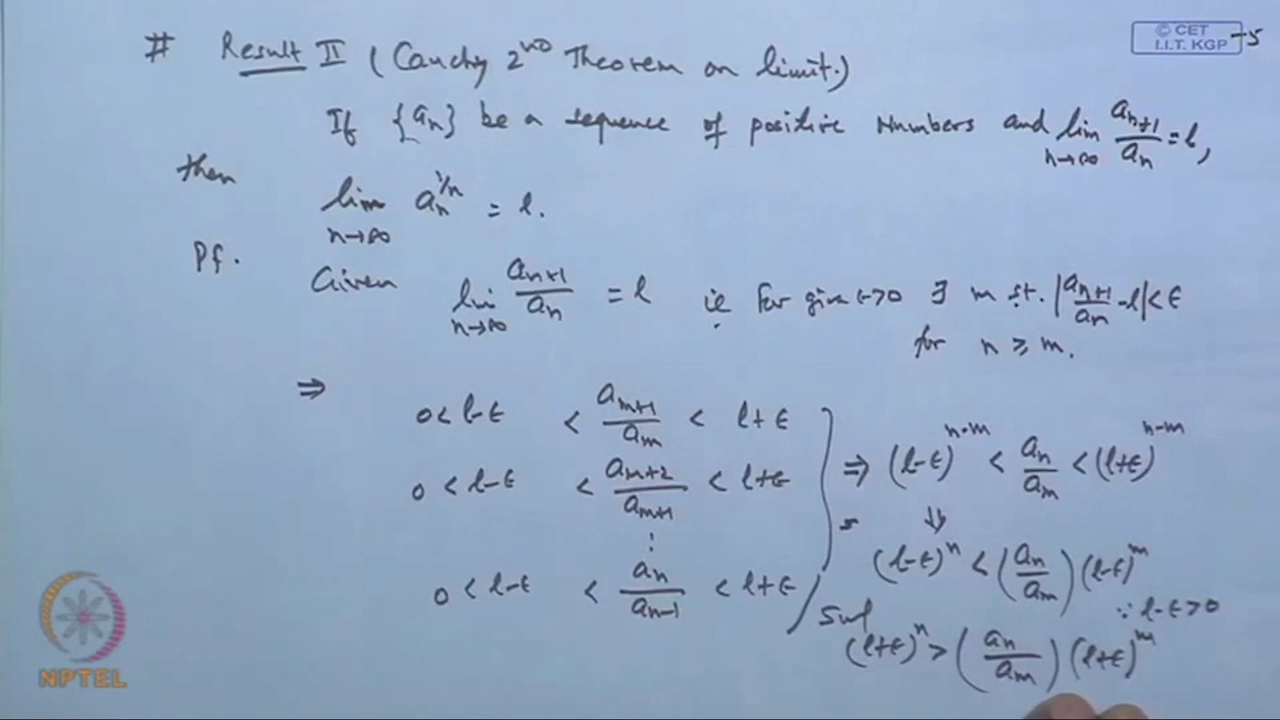 © CET
I.I.T. KGP
-5
# Result II (Cauchy 2nd Theorem on limit.)
If {an} be a sequence of positive Numbers and lim n→∞ an+1/an = l,
then lim n→∞ an^1/n = l.
Pf. Given lim n→∞ an+1/an = l ie For given ϵ>0 ∃ m st. |an+1/an - l| < ϵ
for n ≥ m.
⇒ 0 < l-ϵ < am+1/am < l+ϵ
0 < l-ϵ < am+2/am+1 < l+ϵ
⋮
0 < l-ϵ < an/an-1 < l+ϵ
⇒ (l-ϵ)^n-m < an/am < (l+ϵ)^n-m
⇓
(l-ϵ)^n < (an/am)(l-ϵ)^m
∵ l-ϵ>0
(l+ϵ)^n > (an/am)(l+ϵ)^m
NPTEL